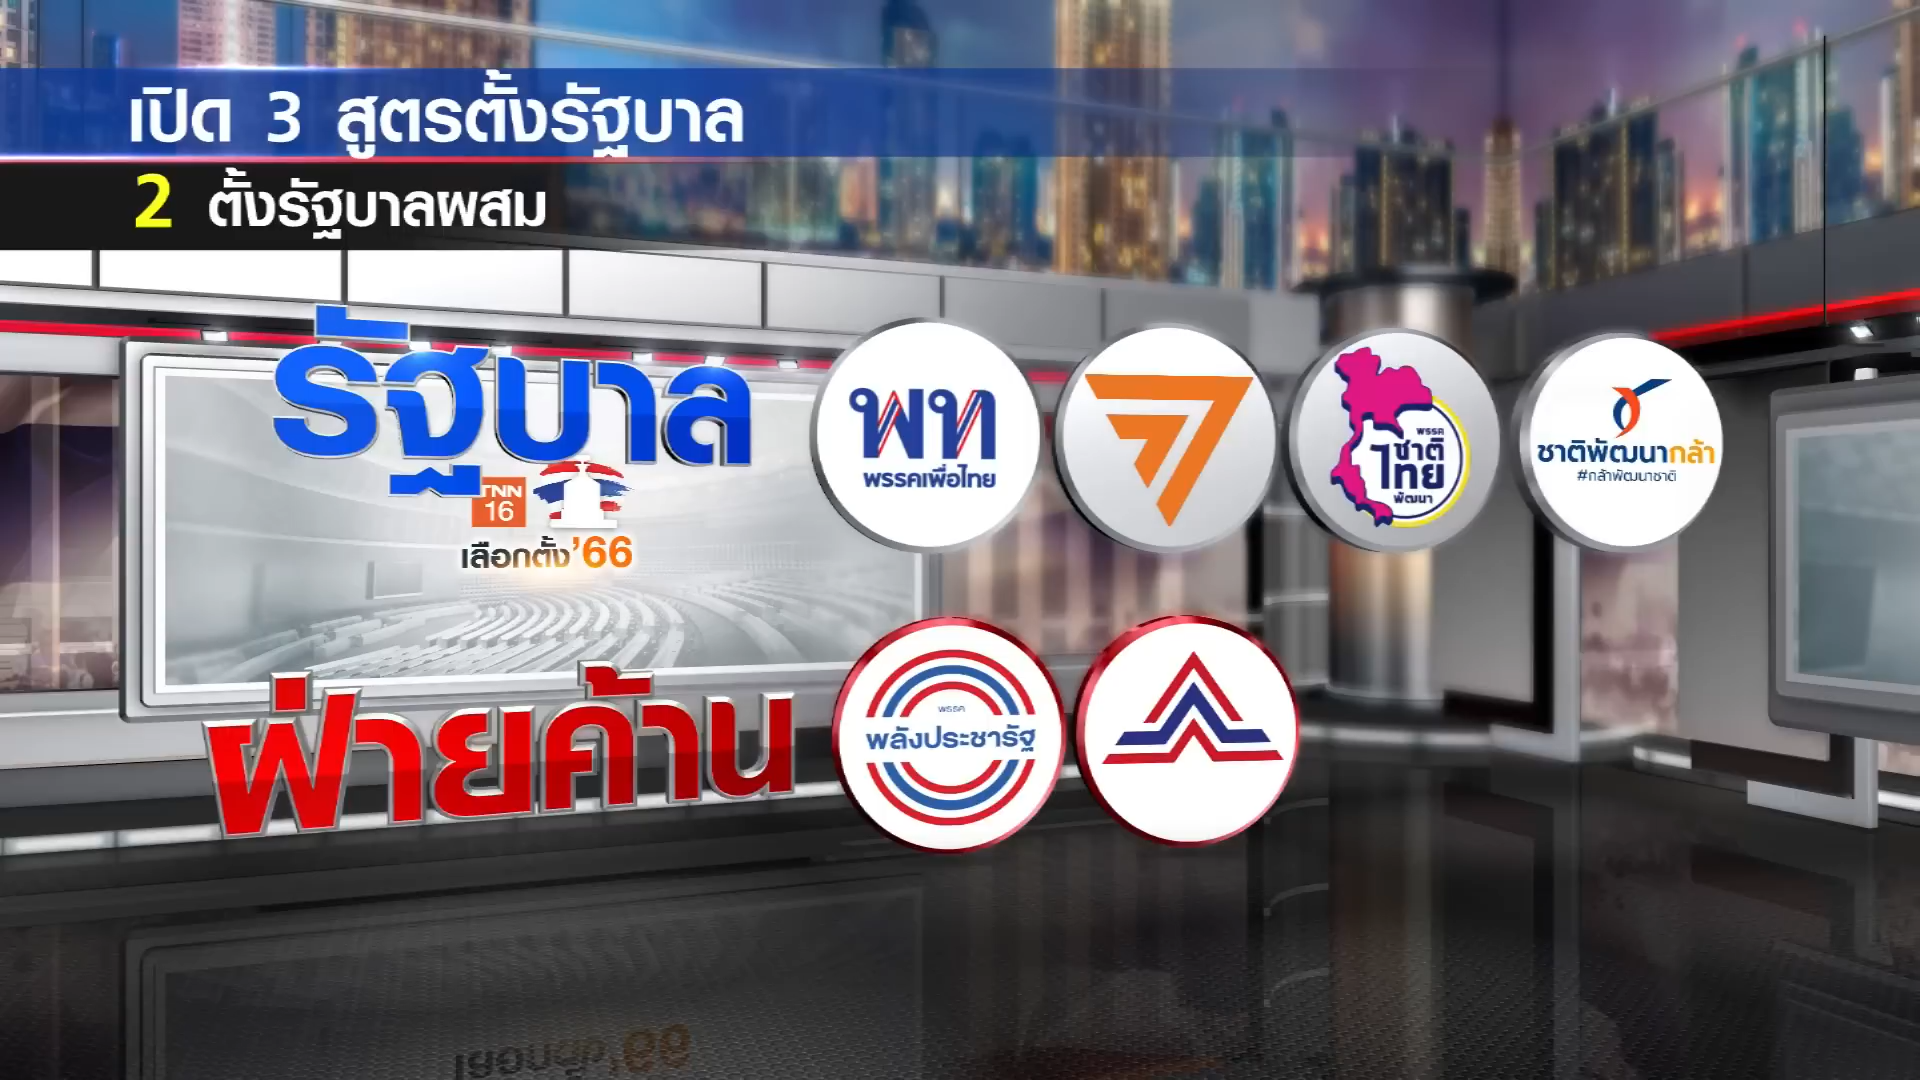 เปิด 3 สูตรตั้งรัฐบาล
2 ตั้งรัฐบาลผสม
รัฐบาล
พท
พรรคเพื่อไทย
พรรค
ชาติ
ไทย
พัฒนา
ชาติพัฒนากล้า
#กล้าพัฒนาชาติ
TNN
16
เลือกตั้ง'66
ฝ่ายค้าน
พรรค
พลังประชารัฐ